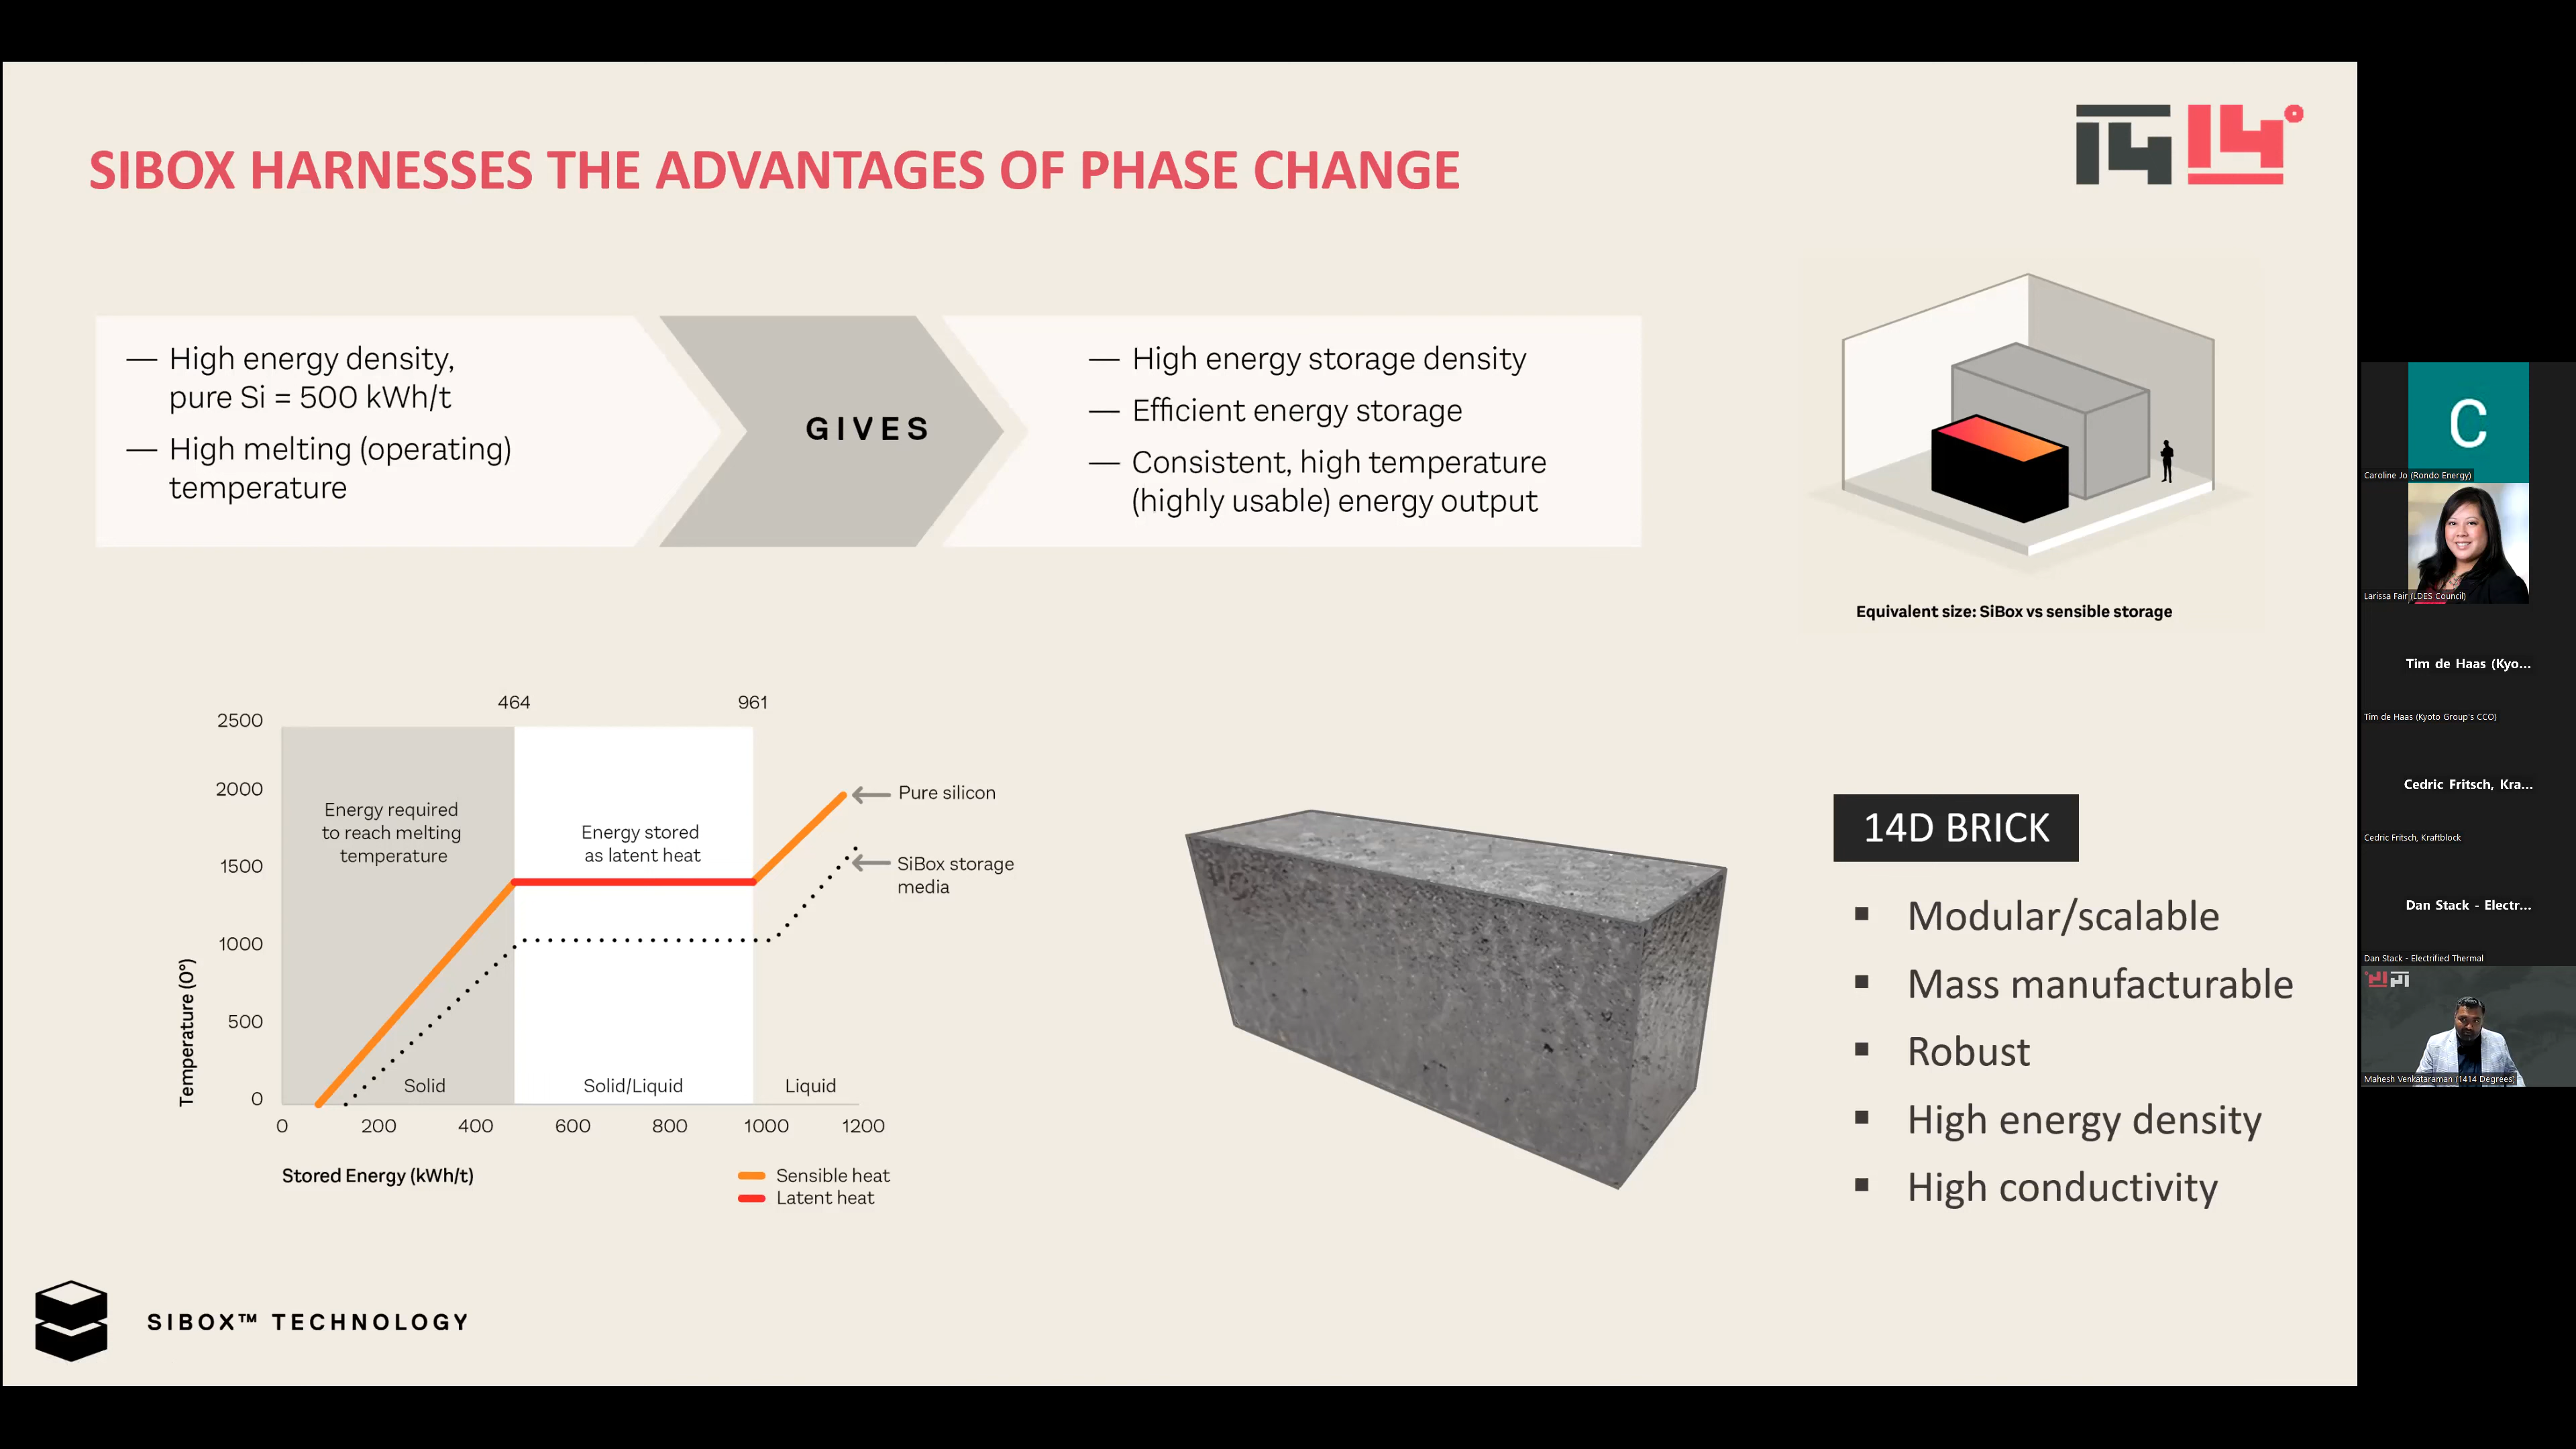 SIBOX HARNESSES THE ADVANTAGES OF PHASE CHANGE
1414°
— High energy density,
pure Si = 500 kWh/t
— High melting (operating)
temperature
GIVES
— High energy storage density
— Efficient energy storage
— Consistent, high temperature
(highly usable) energy output
Equivalent size: SiBox vs sensible storage
464
961
2500
2000
1500
1000
500
0
Temperature (0°)
Energy required
to reach melting
temperature
Energy stored
as latent heat
Pure silicon
SiBox storage
media
Solid
Solid/Liquid
Liquid
0
200
400
600
800
1000
1200
Stored Energy (kWh/t)
Sensible heat
Latent heat
14D BRICK
▪ Modular/scalable
▪ Mass manufacturable
▪ Robust
▪ High energy density
▪ High conductivity
SIBOX™ TECHNOLOGY
C
Caroline Jo (Rondo Energy)
Larissa Fair (LDES Council)
Tim de Haas (Kyo...
Tim de Haas (Kyoto Group's CCO)
Cedric Fritsch, Kra...
Cedric Fritsch, Kraftblock
Dan Stack - Electr...
Dan Stack - Electrified Thermal
Mahesh Venkataraman (1414 Degrees)